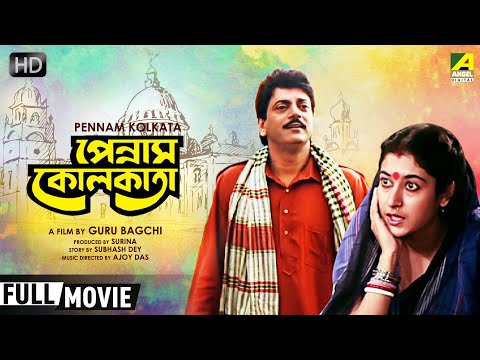 HD
ANGEL
DIGITAL
PENNAM KOLKATA
পেন্নাম
কোলকাতা
A FILM BY GURU BAGCHI
PRODUCED BY SURINA
STORY BY SUBHASH DEY
MUSIC DIRECTED BY AJOY DAS
FULL MOVIE